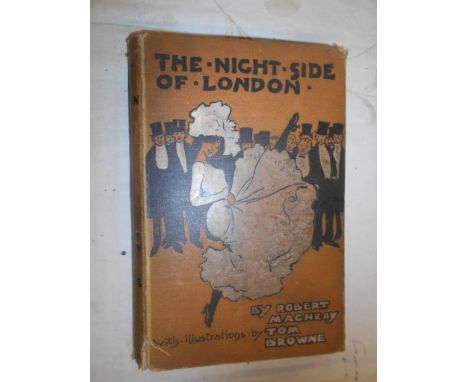 THE · NIGHT · SIDE
OF · LONDON ·
BY ROBERT
MACHRAY
With · Illustrations · by TOM
BROWNE